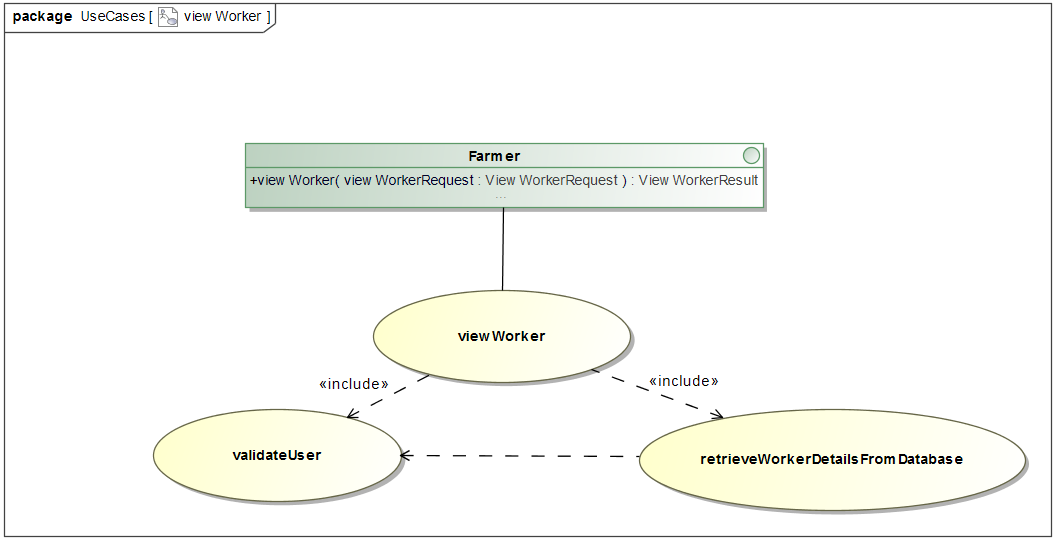 package UseCases [ view Worker ]
Farmer
+view Worker( view WorkerRequest : View WorkerRequest ) : View WorkerResult
...
viewWorker
«include» «include»
validateUser retrieveWorkerDetailsFromDatabase